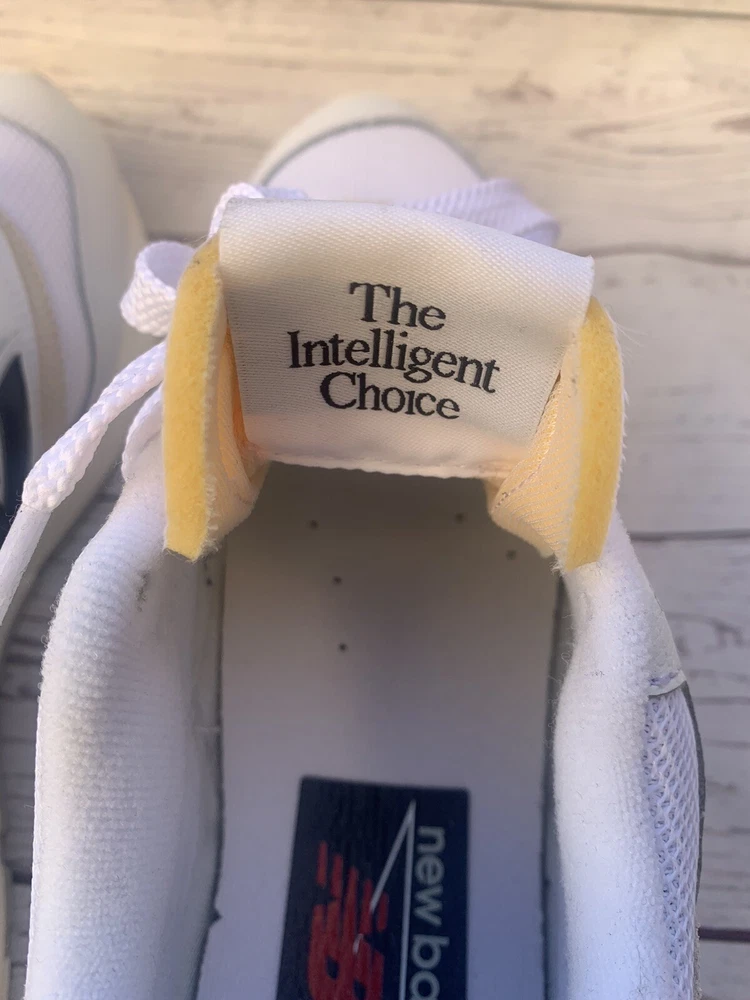 The
Intelligent
Choice
new ba